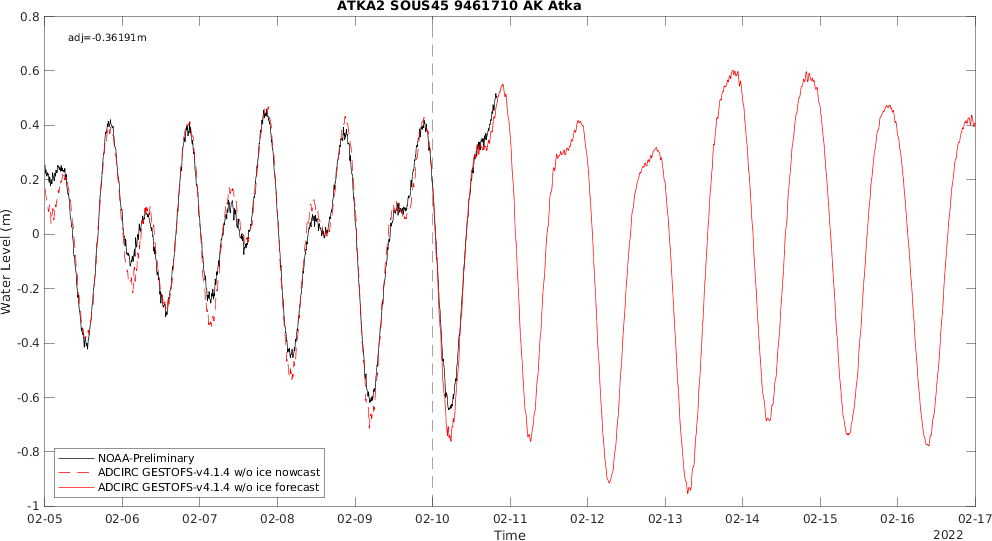 ATKA2 SOUS45 9461710 AK Atka
adj=-0.36191m
0.8
0.6
0.4
0.2
0
-0.2
-0.4
-0.6
-0.8
-1
Water Level (m)
NOAA-Preliminary
ADCIRC GESTOFS-v4.1.4 w/o ice nowcast
ADCIRC GESTOFS-v4.1.4 w/o ice forecast
02-05 02-06 02-07 02-08 02-09 02-10 02-11 02-12 02-13 02-14 02-15 02-16 02-17
Time
2022